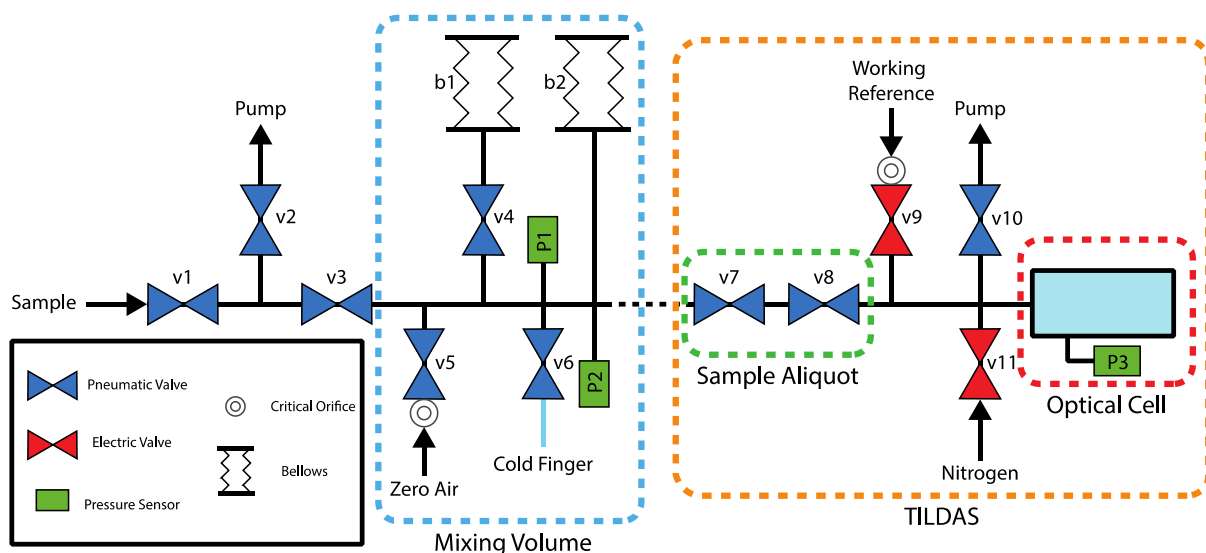 b1
b2
Working
Reference
Pump
Pump
v2
v4
P1
v9
v10
v1
v3
v7
v8
Sample
P3
v5
v6
P2
v11
Sample Aliquot
Optical Cell
Pneumatic Valve
Critical Orifice
Electric Valve
Bellows
Pressure Sensor
Cold Finger
Zero Air
Nitrogen
TILDAS
Mixing Volume